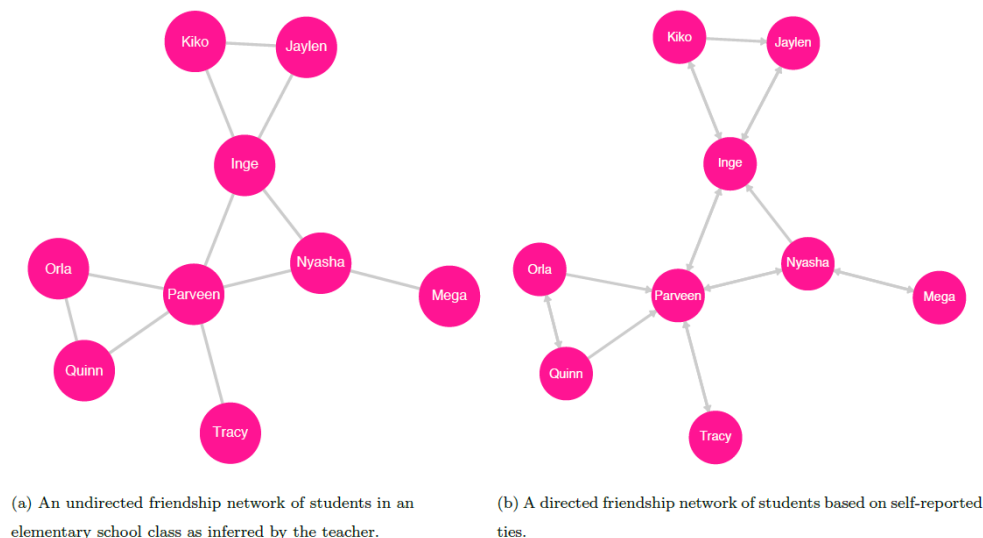 Kiko
Jaylen
Inge
Nyasha
Orla
Parveen
Mega
Quinn
Tracy
(a) An undirected friendship network of students in an
elementary school class as inferred by the teacher.
Kiko
Jaylen
Inge
Nyasha
Orla
Parveen
Mega
Quinn
Tracy
(b) A directed friendship network of students based on self-reported
ties.